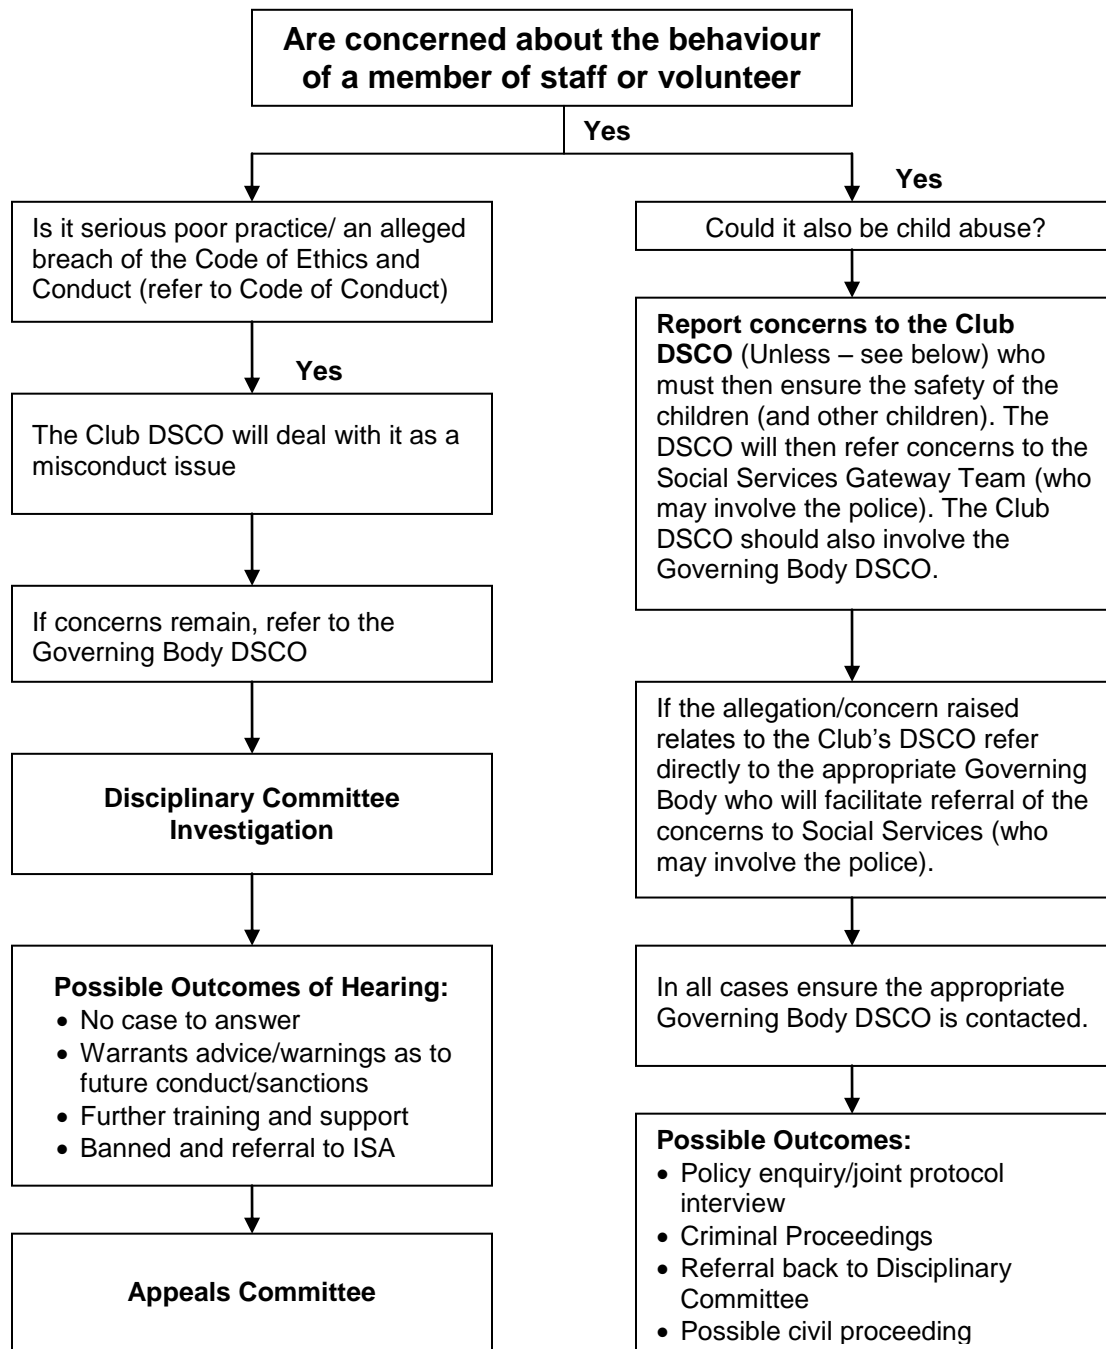 Are concerned about the behaviour
of a member of staff or volunteer
Yes
Is it serious poor practice/ an alleged
breach of the Code of Ethics and
Conduct (refer to Code of Conduct)
Yes
The Club DSCO will deal with it as a
misconduct issue
If concerns remain, refer to the
Governing Body DSCO
Disciplinary Committee
Investigation
Possible Outcomes of Hearing:
• No case to answer
• Warrants advice/warnings as to
future conduct/sanctions
• Further training and support
• Banned and referral to ISA
Appeals Committee
Yes
Could it also be child abuse?
Report concerns to the Club
DSCO (Unless – see below) who
must then ensure the safety of the
children (and other children). The
DSCO will then refer concerns to the
Social Services Gateway Team (who
may involve the police). The Club
DSCO should also involve the
Governing Body DSCO.
If the allegation/concern raised
relates to the Club's DSCO refer
directly to the appropriate Governing
Body who will facilitate referral of the
concerns to Social Services (who
may involve the police).
In all cases ensure the appropriate
Governing Body DSCO is contacted.
Possible Outcomes:
• Policy enquiry/joint protocol
interview
• Criminal Proceedings
• Referral back to Disciplinary
Committee
• Possible civil proceeding